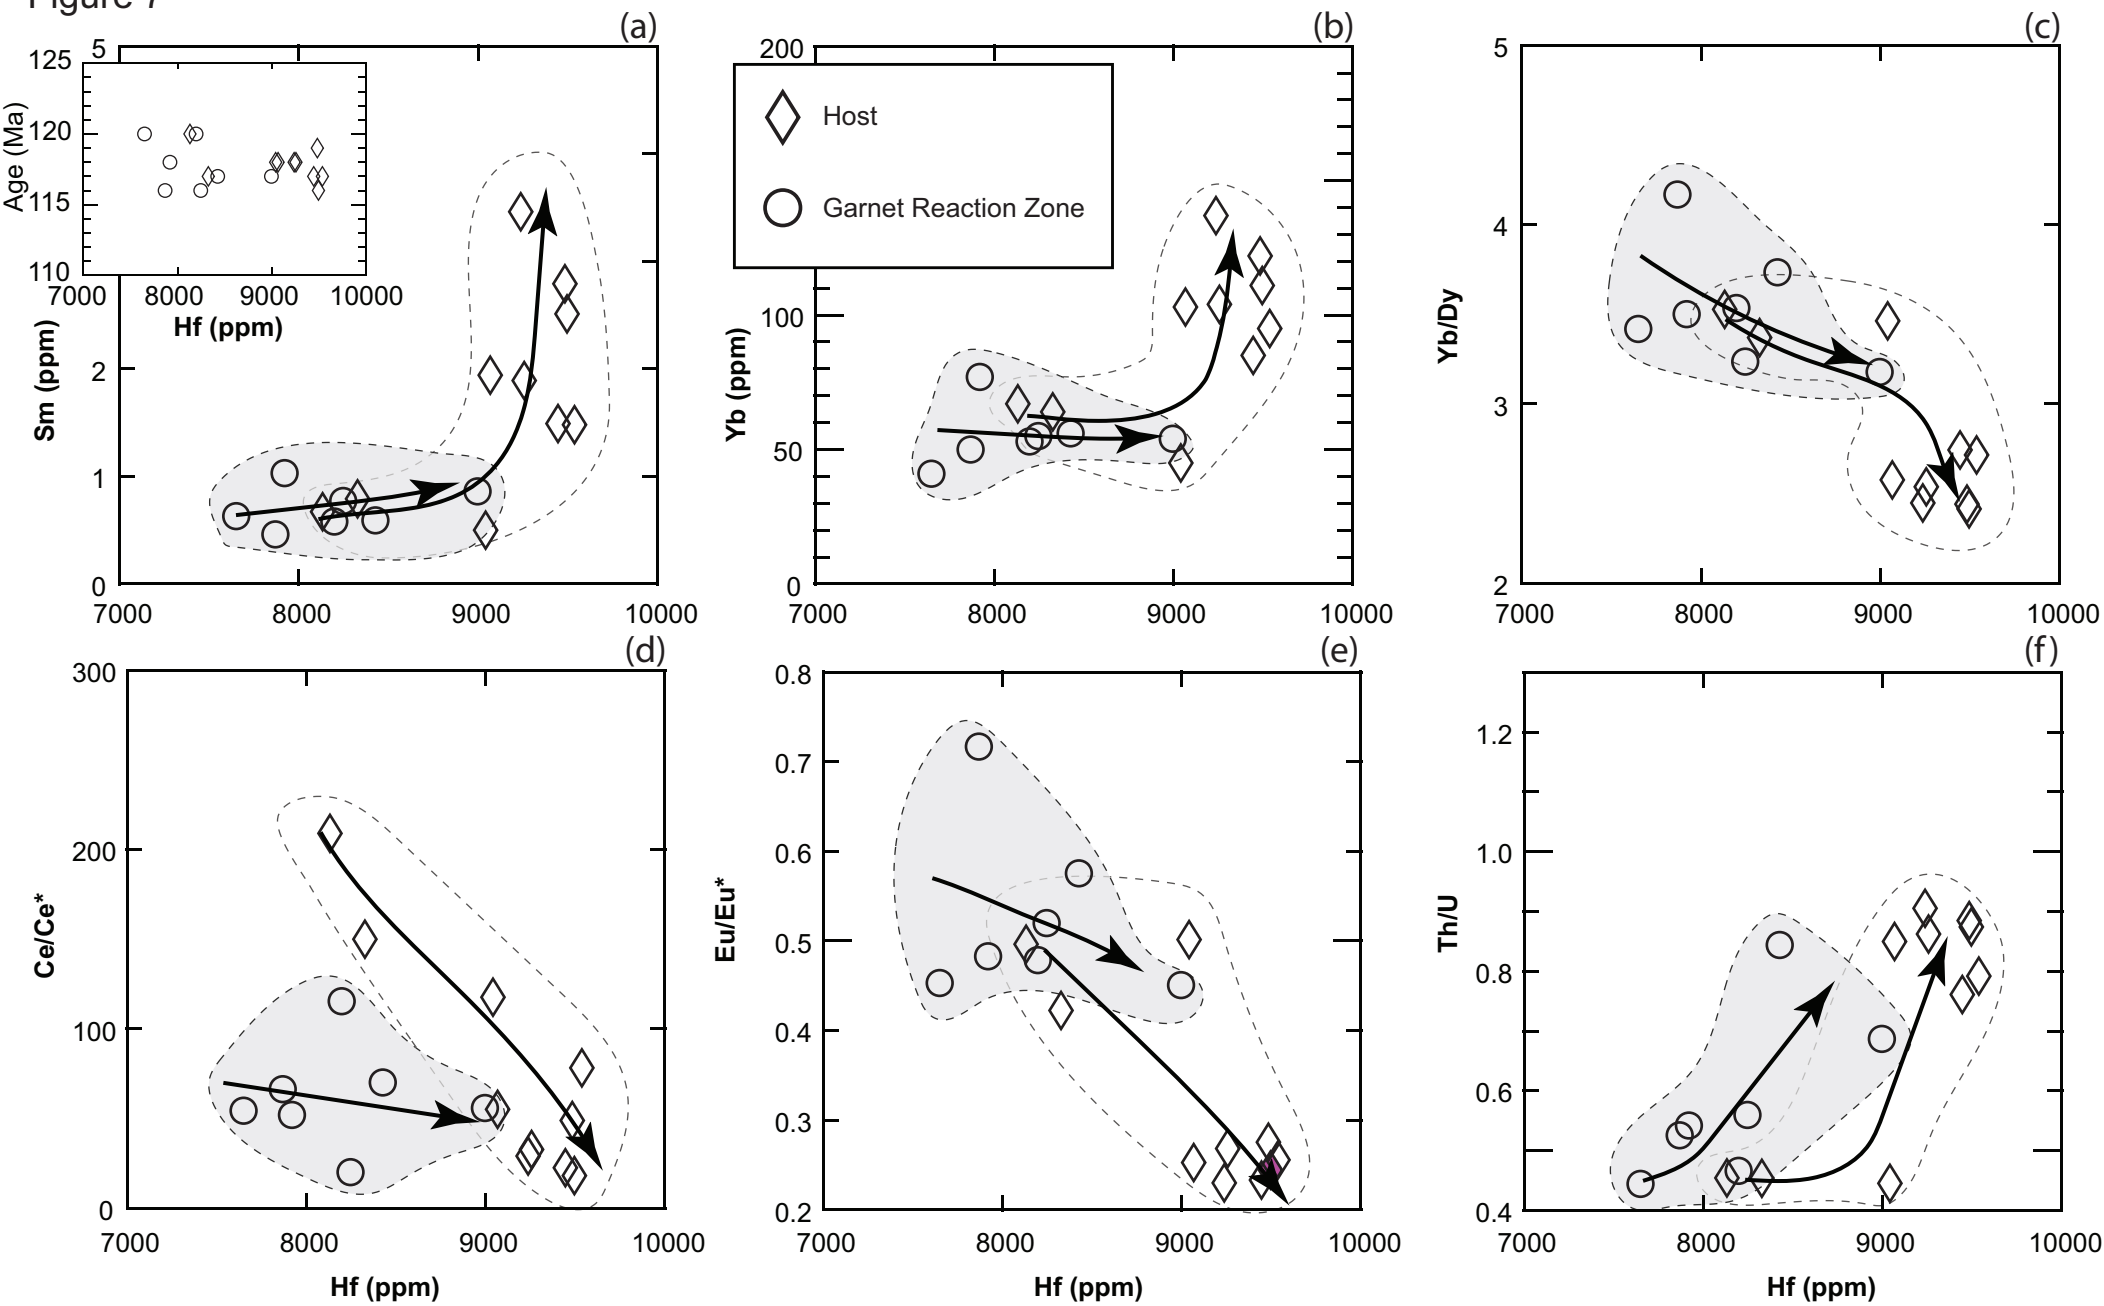 Figure 7
(a)
5
125
120
115
110
Age (Ma)
7000 8000 9000 10000
Hf (ppm)
2
1
0
Sm (ppm)
7000 8000 9000 10000
(b)
200
Host
Garnet Reaction Zone
100
50
0
Yb (ppm)
7000 8000 9000 10000
(c)
5
4
3
2
Yb/Dy
7000 8000 9000 10000
(d)
300
200
100
0
Ce/Ce*
7000 8000 9000 10000
Hf (ppm)
(e)
0.8
0.7
0.6
0.5
0.4
0.3
0.2
Eu/Eu*
7000 8000 9000 10000
Hf (ppm)
(f)
1.2
1.0
0.8
0.6
0.4
Th/U
7000 8000 9000 10000
Hf (ppm)